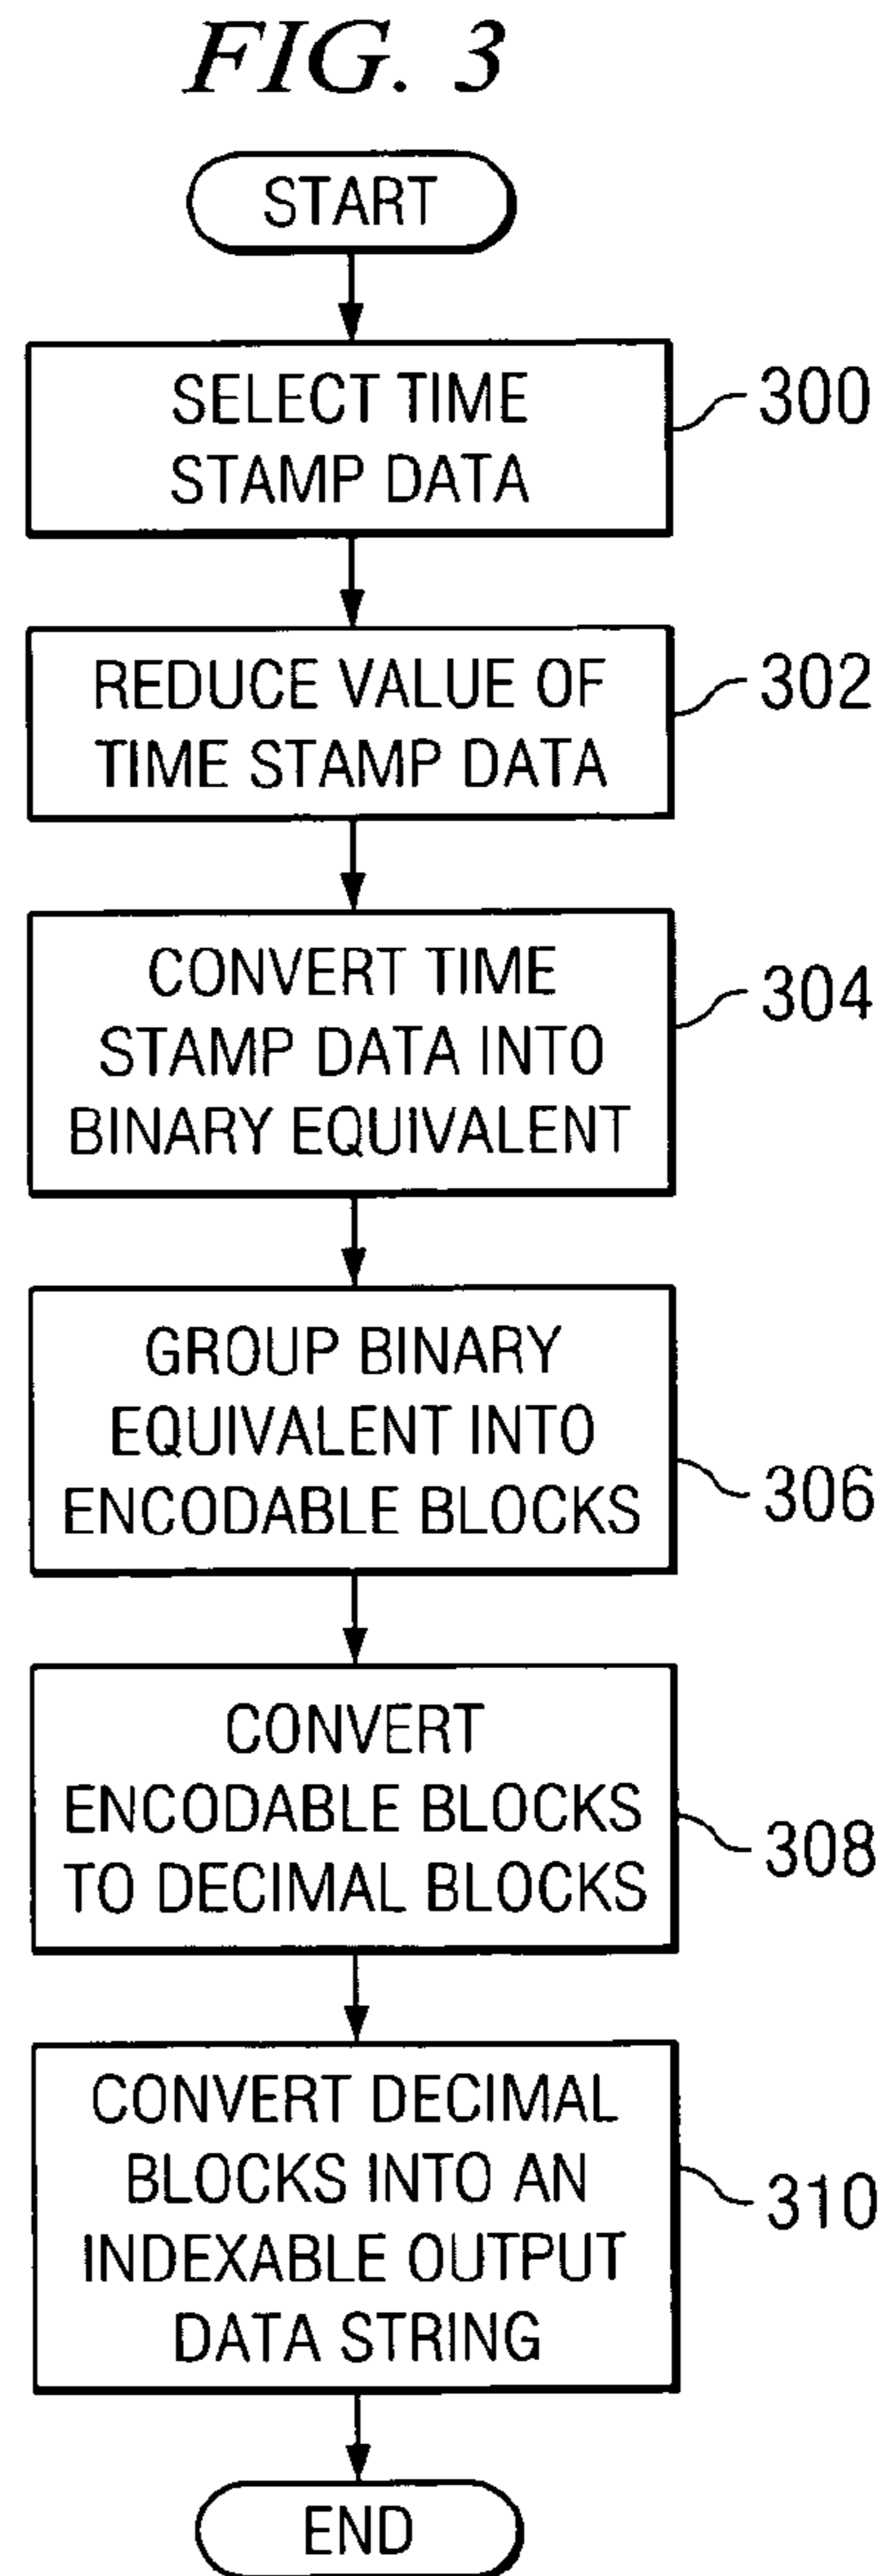 FIG. 3
START
SELECT TIME
STAMP DATA
300
REDUCE VALUE OF
TIME STAMP DATA
302
CONVERT TIME
STAMP DATA INTO
BINARY EQUIVALENT
304
GROUP BINARY
EQUIVALENT INTO
ENCODABLE BLOCKS
306
CONVERT
ENCODABLE BLOCKS
TO DECIMAL BLOCKS
308
CONVERT DECIMAL
BLOCKS INTO AN
INDEXABLE OUTPUT
DATA STRING
310
END